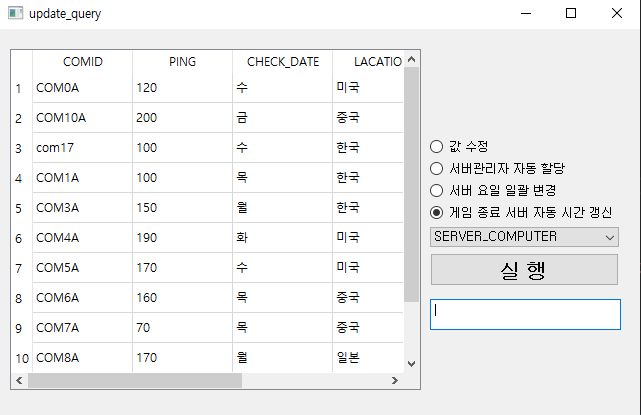 update_query
COMID PING CHECK_DATE LACATIO
1 COM0A 120 수 미국
2 COM10A 200 금 중국
3 com17 100 수 한국
4 COM1A 100 목 한국
5 COM3A 150 월 한국
6 COM4A 190 화 미국
7 COM5A 170 수 미국
8 COM6A 160 목 중국
9 COM7A 70 목 중국
10 COM8A 170 월 일본
값 수정
서버관리자 자동 할당
서버 요일 일괄 변경
게임 종료 서버 자동 시간 갱신
SERVER_COMPUTER
실 행